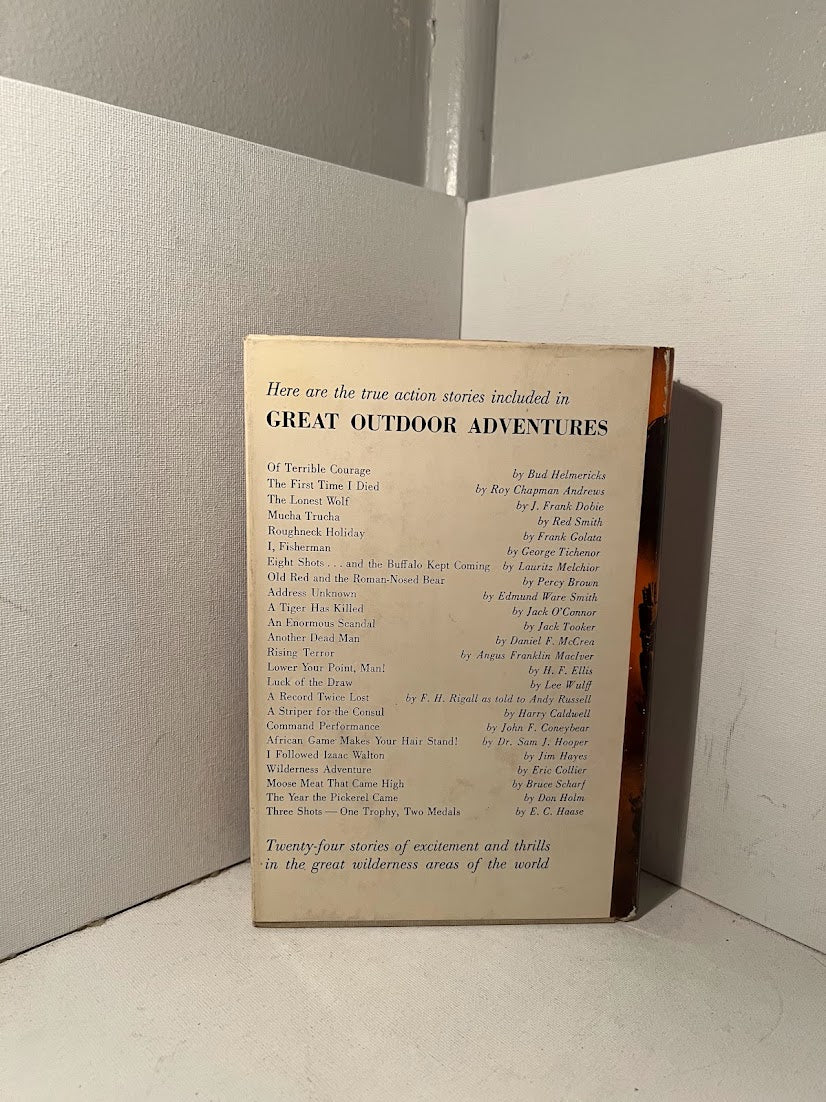 Here are the true action stories included in
GREAT OUTDOOR ADVENTURES
Of Terrible Courage by Bud Helmericks
The First Time I Died by Roy Chapman Andrews
The Lonest Wolf by J. Frank Dobie
Mucha Trucha by Red Smith
Roughneck Holiday by Frank Golata
I, Fisherman by George Tichenor
Eight Shots . . . and the Buffalo Kept Coming by Lauritz Melchior
Old Red and the Roman-Nosed Bear by Percy Brown
Address Unknown by Edmund Ware Smith
A Tiger Has Killed by Jack O'Connor
An Enormous Scandal by Jack Tooker
Another Dead Man by Daniel F. McCrea
Rising Terror by Angus Franklin MacIver
Lower Your Point, Man! by H. F. Ellis
Luck of the Draw by Lee Wulff
A Record Twice Lost by F. H. Rigall as told to Andy Russell
A Striper for the Consul by Harry Caldwell
Command Performance by John F. Coneybear
African Game Makes Your Hair Stand! by Dr. Sam J. Hooper
I Followed Izaac Walton by Jim Hayes
Wilderness Adventure by Eric Collier
Moose Meat That Came High by Bruce Scharf
The Year the Pickerel Came by Don Holm
Three Shots — One Trophy, Two Medals by E. C. Haase
Twenty-four stories of excitement and thrills
in the great wilderness areas of the world